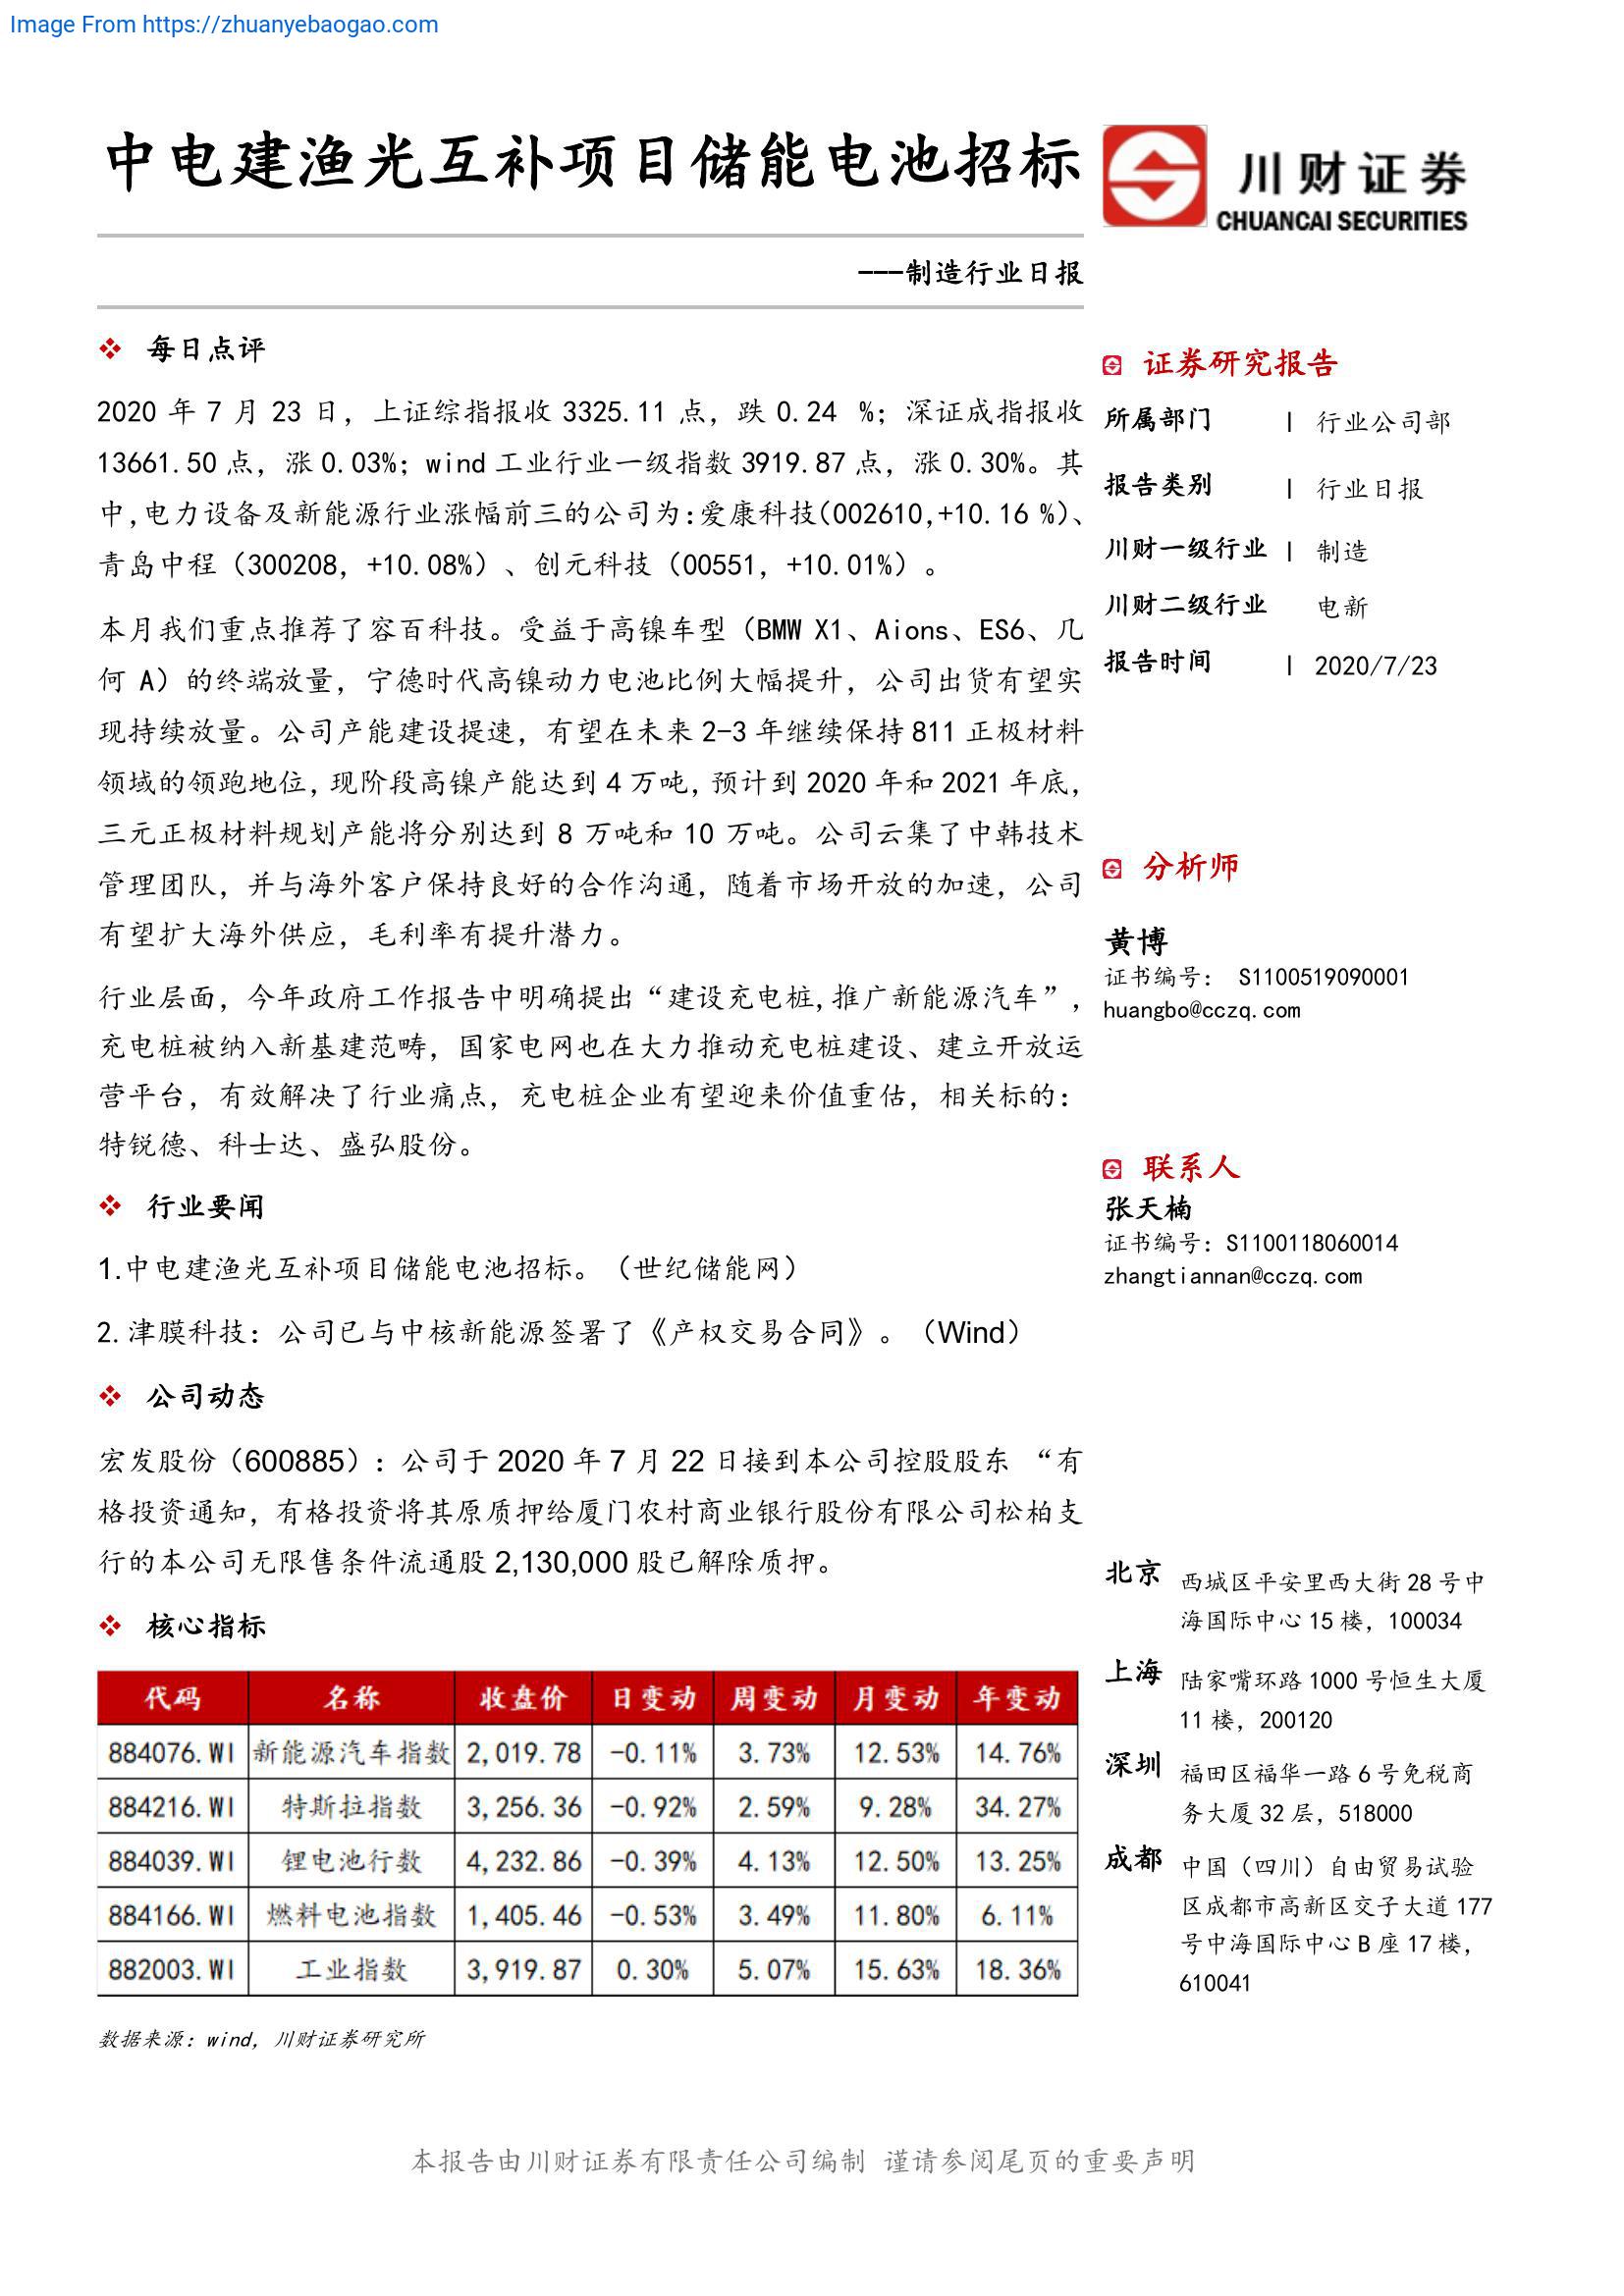 Image From https://zhuanyebaogao.com
中电建渔光互补项目储能电池招标
川财证券
CHUANCAI SECURITIES
---制造行业日报
❖ 每日点评
2020 年 7 月 23 日，上证综指报收 3325.11 点，跌 0.24 %；深证成指报收
13661.50 点，涨 0.03%；wind 工业行业一级指数 3919.87 点，涨 0.30%。其
中,电力设备及新能源行业涨幅前三的公司为:爱康科技(002610,+10.16 %)、
青岛中程（300208，+10.08%）、创元科技（00551，+10.01%）。
本月我们重点推荐了容百科技。受益于高镍车型（BMW X1、Aions、ES6、几
何 A）的终端放量，宁德时代高镍动力电池比例大幅提升，公司出货有望实
现持续放量。公司产能建设提速，有望在未来 2-3 年继续保持 811 正极材料
领域的领跑地位,现阶段高镍产能达到 4 万吨,预计到 2020 年和 2021 年底,
三元正极材料规划产能将分别达到 8 万吨和 10 万吨。公司云集了中韩技术
管理团队，并与海外客户保持良好的合作沟通，随着市场开放的加速，公司
有望扩大海外供应，毛利率有提升潜力。
行业层面，今年政府工作报告中明确提出“建设充电桩,推广新能源汽车”，
充电桩被纳入新基建范畴，国家电网也在大力推动充电桩建设、建立开放运
营平台，有效解决了行业痛点，充电桩企业有望迎来价值重估，相关标的：
特锐德、科士达、盛弘股份。
❖ 行业要闻
1.中电建渔光互补项目储能电池招标。（世纪储能网）
2.津膜科技：公司已与中核新能源签署了《产权交易合同》。（Wind）
❖ 公司动态
宏发股份（600885）：公司于 2020 年 7 月 22 日接到本公司控股股东 “有
格投资通知，有格投资将其原质押给厦门农村商业银行股份有限公司松柏支
行的本公司无限售条件流通股 2,130,000 股已解除质押。
❖ 核心指标
代码 名称 收盘价 日变动 周变动 月变动 年变动
884076.WI 新能源汽车指数 2,019.78 -0.11% 3.73% 12.53% 14.76%
884216.WI 特斯拉指数 3,256.36 -0.92% 2.59% 9.28% 34.27%
884039.WI 锂电池行数 4,232.86 -0.39% 4.13% 12.50% 13.25%
884166.WI 燃料电池指数 1,405.46 -0.53% 3.49% 11.80% 6.11%
882003.WI 工业指数 3,919.87 0.30% 5.07% 15.63% 18.36%
数据来源：wind，川财证券研究所
证券研究报告
所属部门 | 行业公司部
报告类别 | 行业日报
川财一级行业 | 制造
川财二级行业 电新
报告时间 | 2020/7/23
分析师
黄博
证书编号： S1100519090001
huangbo@cczq.com
联系人
张天楠
证书编号：S1100118060014
zhangtiannan@cczq.com
北京 西城区平安里西大街 28 号中
海国际中心 15 楼，100034
上海 陆家嘴环路 1000 号恒生大厦
11 楼，200120
深圳 福田区福华一路 6 号免税商
务大厦 32 层，518000
成都 中国（四川）自由贸易试验
区成都市高新区交子大道 177
号中海国际中心 B 座 17 楼，
610041
本报告由川财证券有限责任公司编制 谨请参阅尾页的重要声明